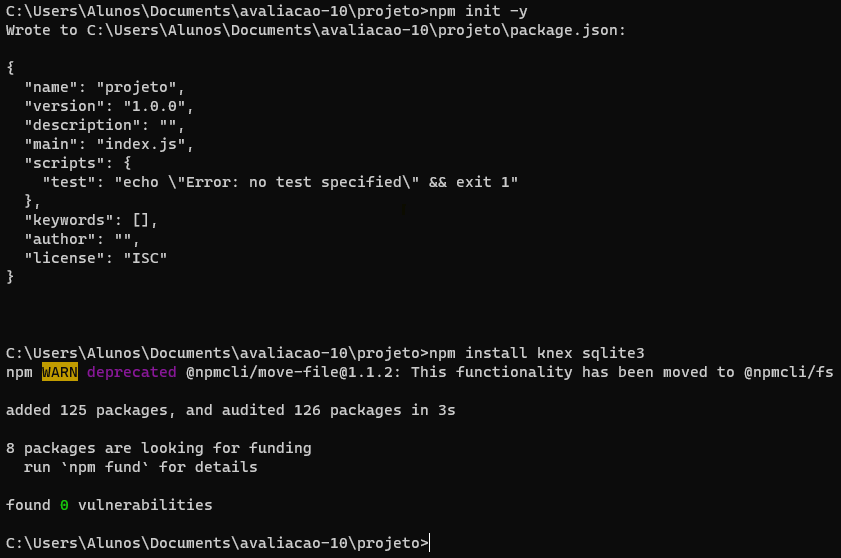 C:\Users\Alunos\Documents\avaliacao-10\projeto>npm init -y
Wrote to C:\Users\Alunos\Documents\avaliacao-10\projeto\package.json:
{
  "name": "projeto",
  "version": "1.0.0",
  "description": "",
  "main": "index.js",
  "scripts": {
    "test": "echo \"Error: no test specified\" && exit 1"
  },
  "keywords": [],
  "author": "",
  "license": "ISC"
}
C:\Users\Alunos\Documents\avaliacao-10\projeto>npm install knex sqlite3
npm WARN deprecated @npmcli/move-file@1.1.2: This functionality has been moved to @npmcli/fs
added 125 packages, and audited 126 packages in 3s
8 packages are looking for funding
  run `npm fund` for details
found 0 vulnerabilities
C:\Users\Alunos\Documents\avaliacao-10\projeto>